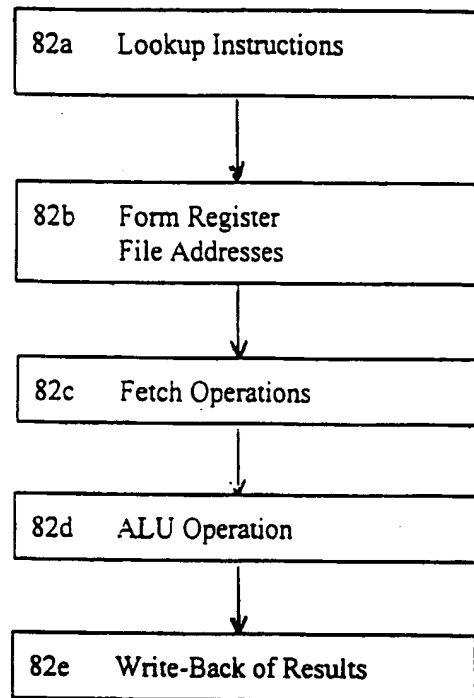 82a Lookup Instructions
82b Form Register
File Addresses
82c Fetch Operations
82d ALU Operation
82e Write-Back of Results